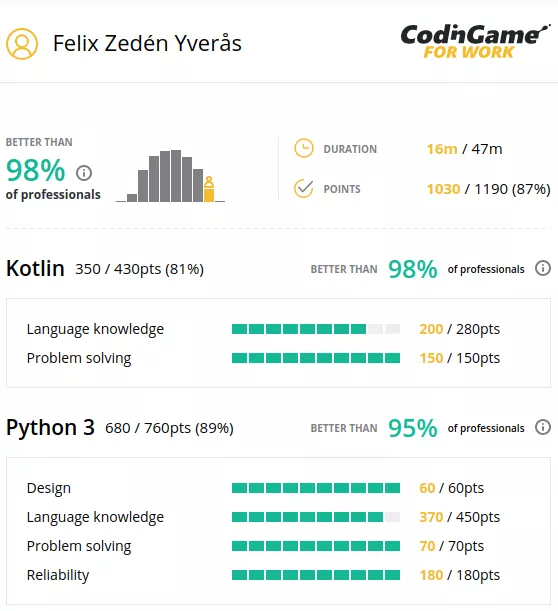 Felix Zedén Yverås
CodinGame
FOR WORK
BETTER THAN
98%
of professionals
DURATION 16m / 47m
POINTS 1030 / 1190 (87%)
Kotlin 350 / 430pts (81%) BETTER THAN 98% of professionals
Language knowledge 200 / 280pts
Problem solving 150 / 150pts
Python 3 680 / 760pts (89%) BETTER THAN 95% of professionals
Design 60 / 60pts
Language knowledge 370 / 450pts
Problem solving 70 / 70pts
Reliability 180 / 180pts